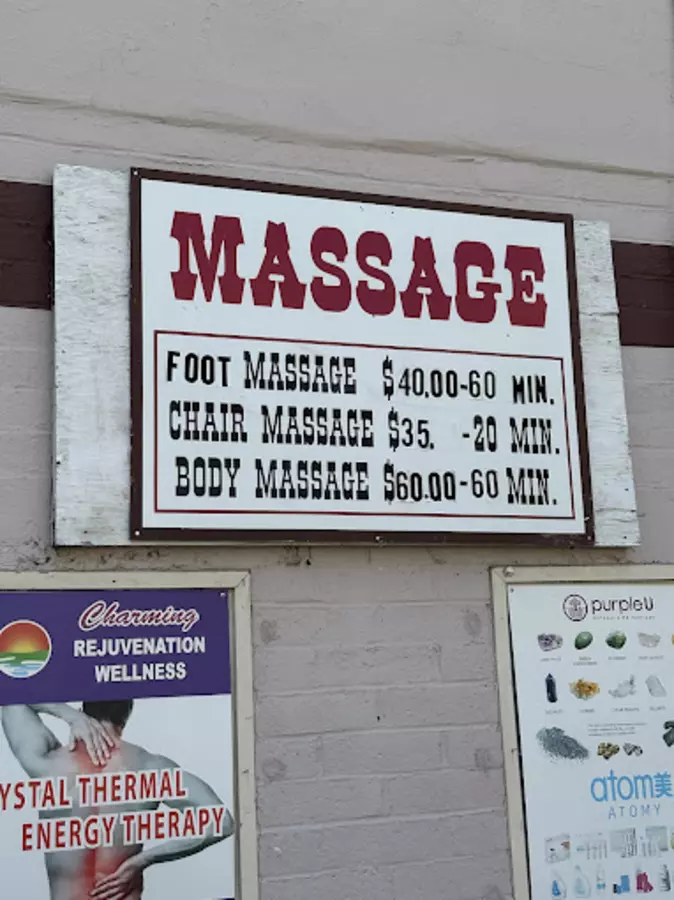 MASSAGE
FOOT MASSAGE $40.00-60 MIN.
CHAIR MASSAGE $35. -20 MIN.
BODY MASSAGE $60.00-60 MIN.
Charming
REJUVENATION
WELLNESS
YSTAL THERMAL
ENERGY THERAPY
purpleU
atom美
ATOMY